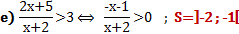 e) (2x+5)/(x+2)>3 ⇔ (-x-1)/(x+2)>0 ; S=]-2 ; -1[